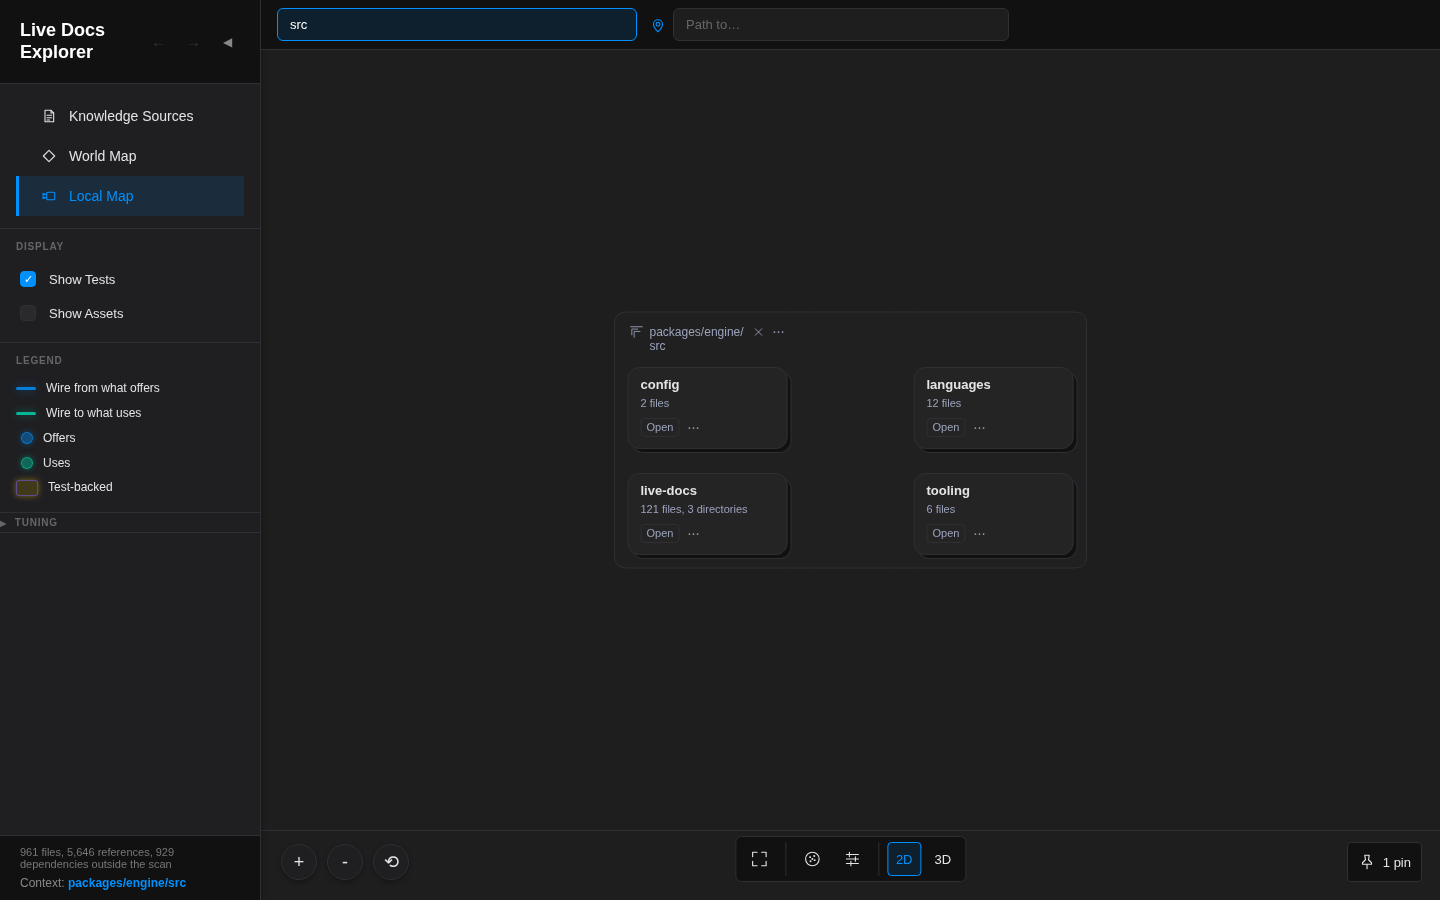 Live Docs
Explorer
← → ◀
src
Path to…
Knowledge Sources
World Map
Local Map
DISPLAY
✓ Show Tests
Show Assets
LEGEND
Wire from what offers
Wire to what uses
Offers
Uses
Test-backed
▶ TUNING
packages/engine/
src
config
2 files
Open ⋯
languages
12 files
Open ⋯
live-docs
121 files, 3 directories
Open ⋯
tooling
6 files
Open ⋯
961 files, 5,646 references, 929
dependencies outside the scan
Context: packages/engine/src
+ - ⟲
2D 3D
1 pin